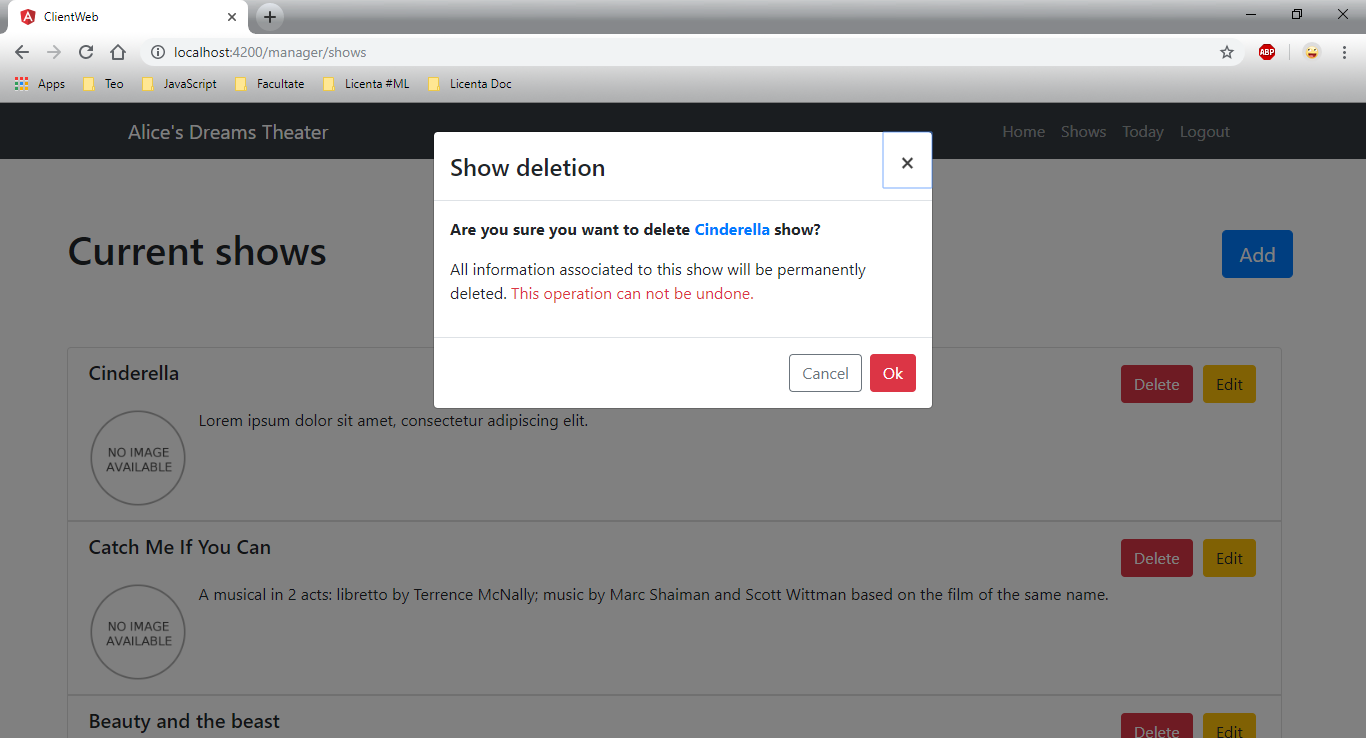 ClientWeb
localhost:4200/manager/shows
ABP
Apps Teo JavaScript Facultate Licenta #ML Licenta Doc
Alice's Dreams Theater Home Shows Today Logout
Show deletion ×
Are you sure you want to delete Cinderella show?
All information associated to this show will be permanently
deleted. This operation can not be undone.
Cancel Ok
Current shows Add
Cinderella Delete Edit
NO IMAGE
AVAILABLE
Lorem ipsum dolor sit amet, consectetur adipiscing elit.
Catch Me If You Can Delete Edit
NO IMAGE
AVAILABLE
A musical in 2 acts: libretto by Terrence McNally; music by Marc Shaiman and Scott Wittman based on the film of the same name.
Beauty and the beast Delete Edit